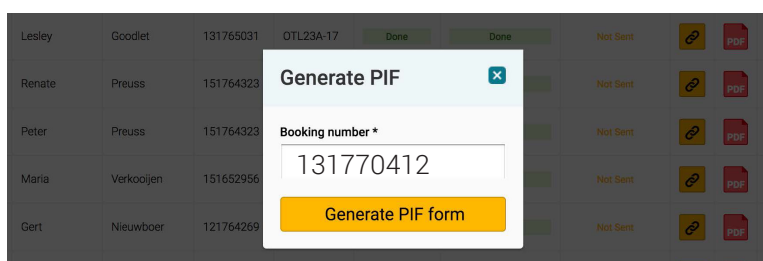 Lesley Goodlet 131765031 OTL23A-17 Done Done Not Sent PDF
Generate PIF
Renate Preuss 151764323 Not Sent PDF
Booking number *
Peter Preuss 151764323 Not Sent PDF
131770412
Maria Verkooijen 151652956 Not Sent PDF
Generate PIF form
Gert Nieuwboer 121764269 Not Sent PDF